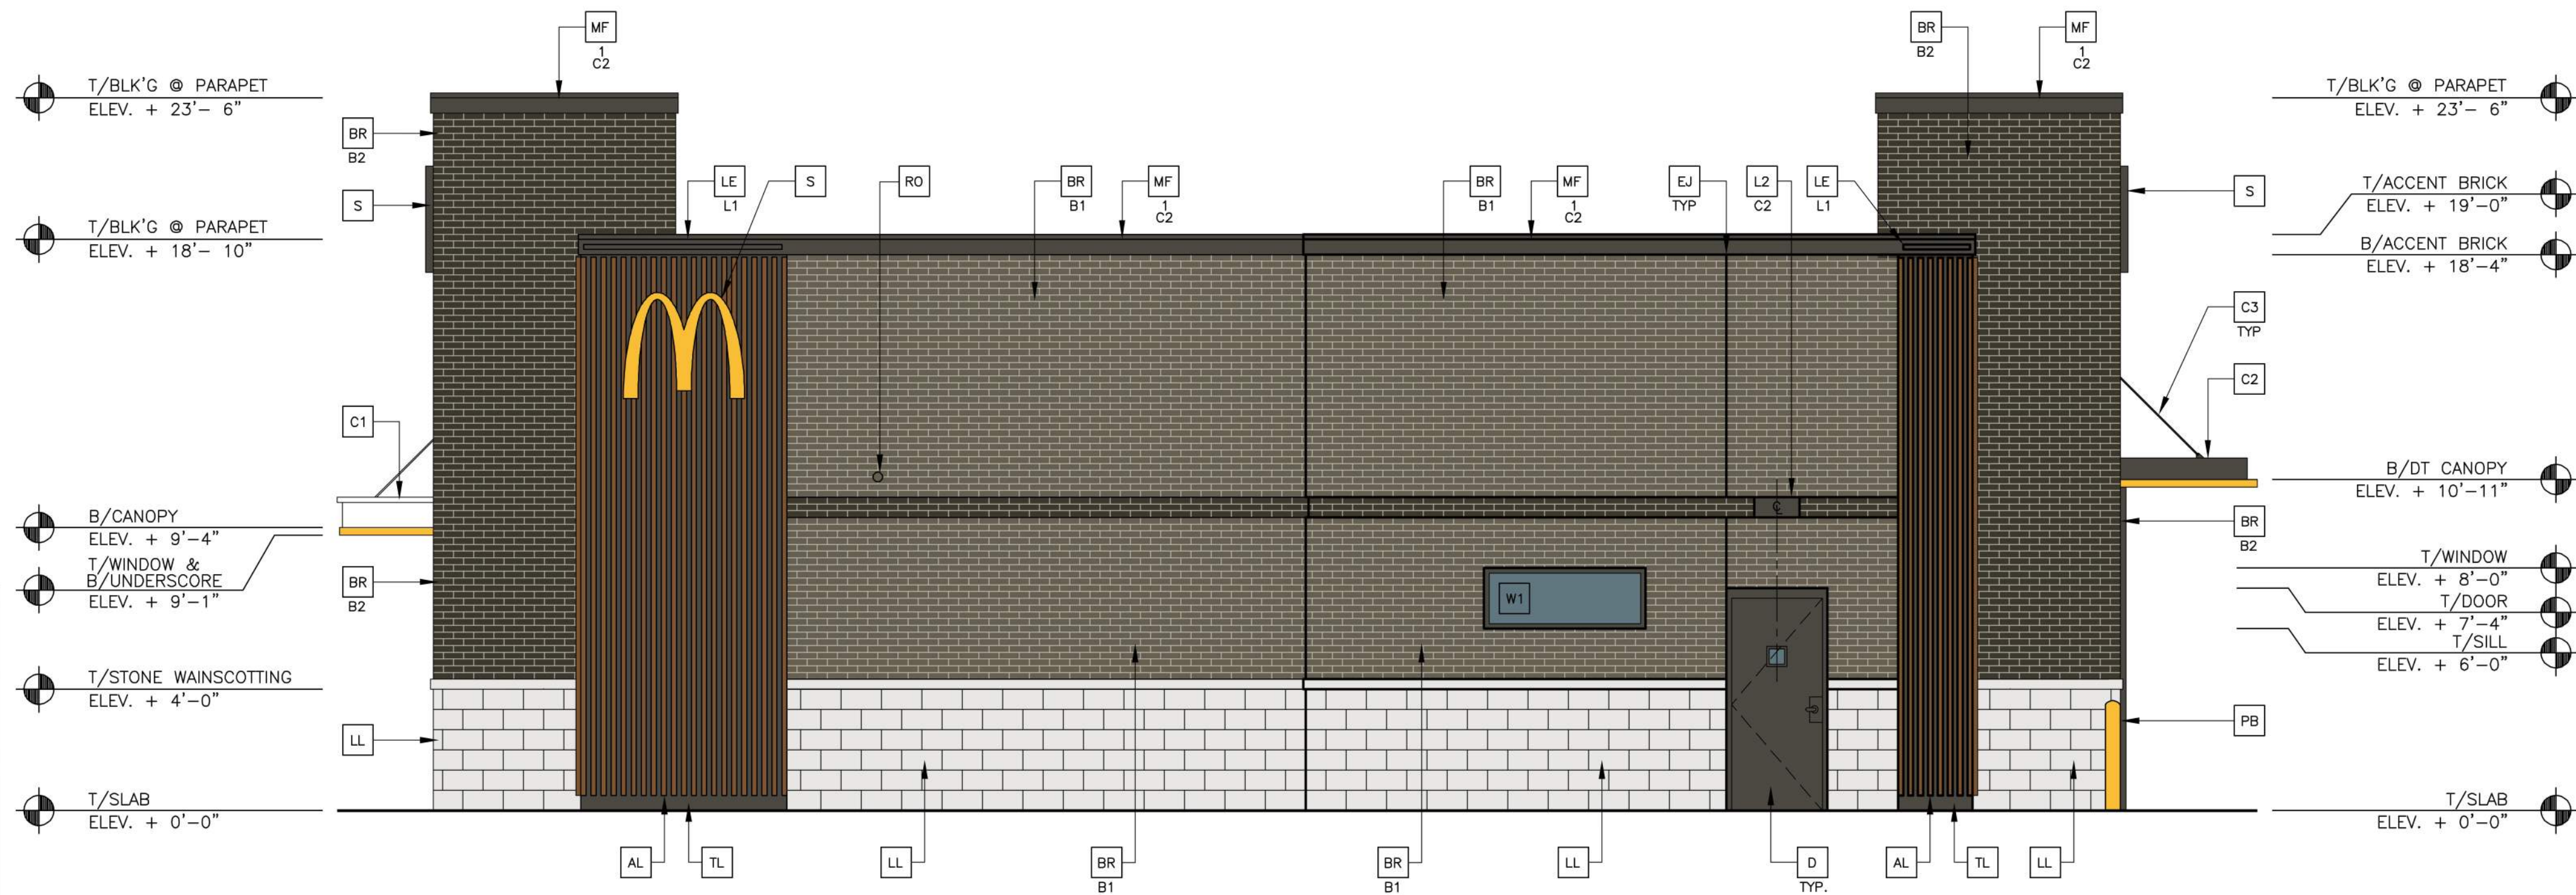 MF
1
C2
BR
B2
MF
1
C2
T/BLK'G @ PARAPET
ELEV. + 23'- 6"
T/BLK'G @ PARAPET
ELEV. + 23'- 6"
BR
B2
LE
L1
S
RO
BR
B1
MF
1
C2
BR
B1
MF
1
C2
EJ
TYP
L2
C2
LE
L1
S
S
T/ACCENT BRICK
ELEV. + 19'-0"
T/BLK'G @ PARAPET
ELEV. + 18'- 10"
B/ACCENT BRICK
ELEV. + 18'-4"
C3
TYP
C2
C1
B/DT CANOPY
ELEV. + 10'-11"
B/CANOPY
ELEV. + 9'-4"
T/WINDOW &
B/UNDERSCORE
ELEV. + 9'-1"
BR
B2
BR
B2
W1
℄
T/WINDOW
ELEV. + 8'-0"
T/DOOR
ELEV. + 7'-4"
T/SILL
ELEV. + 6'-0"
T/STONE WAINSCOTTING
ELEV. + 4'-0"
LL
PB
T/SLAB
ELEV. + 0'-0"
T/SLAB
ELEV. + 0'-0"
AL
TL
LL
BR
B1
BR
B1
LL
D
TYP.
AL
TL
LL